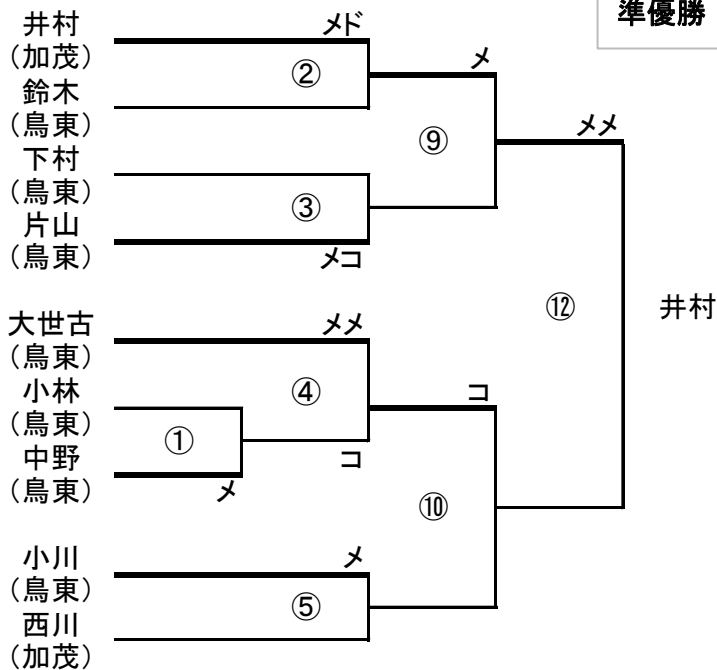 準優勝
井村
(加茂)
メド
②
鈴木
(鳥東)
メ
⑨
メメ
下村
(鳥東)
③
片山
(鳥東)
メコ
⑫
井村
大世古
(鳥東)
メメ
④
小林
(鳥東)
①
コ
コ
中野
(鳥東)
メ
⑩
小川
(鳥東)
メ
⑤
西川
(加茂)